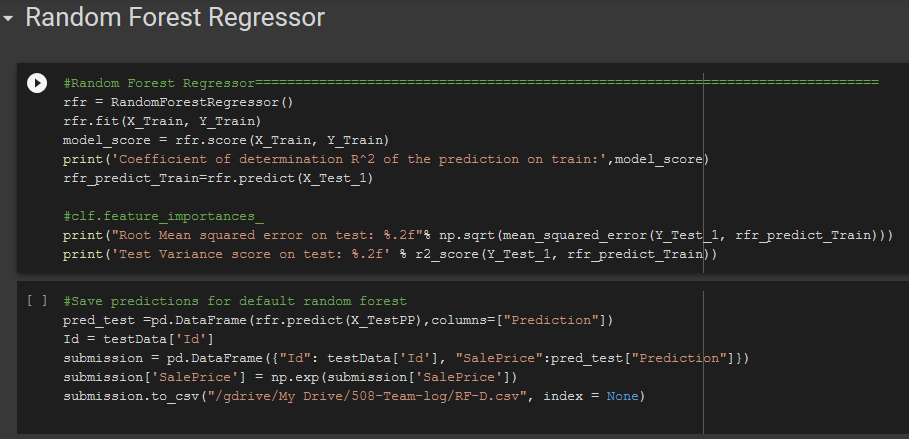 Random Forest Regressor
#Random Forest Regressor==============================================================================
rfr = RandomForestRegressor()
rfr.fit(X_Train, Y_Train)
model_score = rfr.score(X_Train, Y_Train)
print('Coefficient of determination R^2 of the prediction on train:',model_score)
rfr_predict_Train=rfr.predict(X_Test_1)
#clf.feature_importances_
print("Root Mean squared error on test: %.2f"% np.sqrt(mean_squared_error(Y_Test_1, rfr_predict_Train)))
print('Test Variance score on test: %.2f' % r2_score(Y_Test_1, rfr_predict_Train))
[ ] #Save predictions for default random forest
pred_test =pd.DataFrame(rfr.predict(X_TestPP),columns=["Prediction"])
Id = testData['Id']
submission = pd.DataFrame({"Id": testData['Id'], "SalePrice":pred_test["Prediction"]})
submission['SalePrice'] = np.exp(submission['SalePrice'])
submission.to_csv("/gdrive/My Drive/508-Team-log/RF-D.csv", index = None)